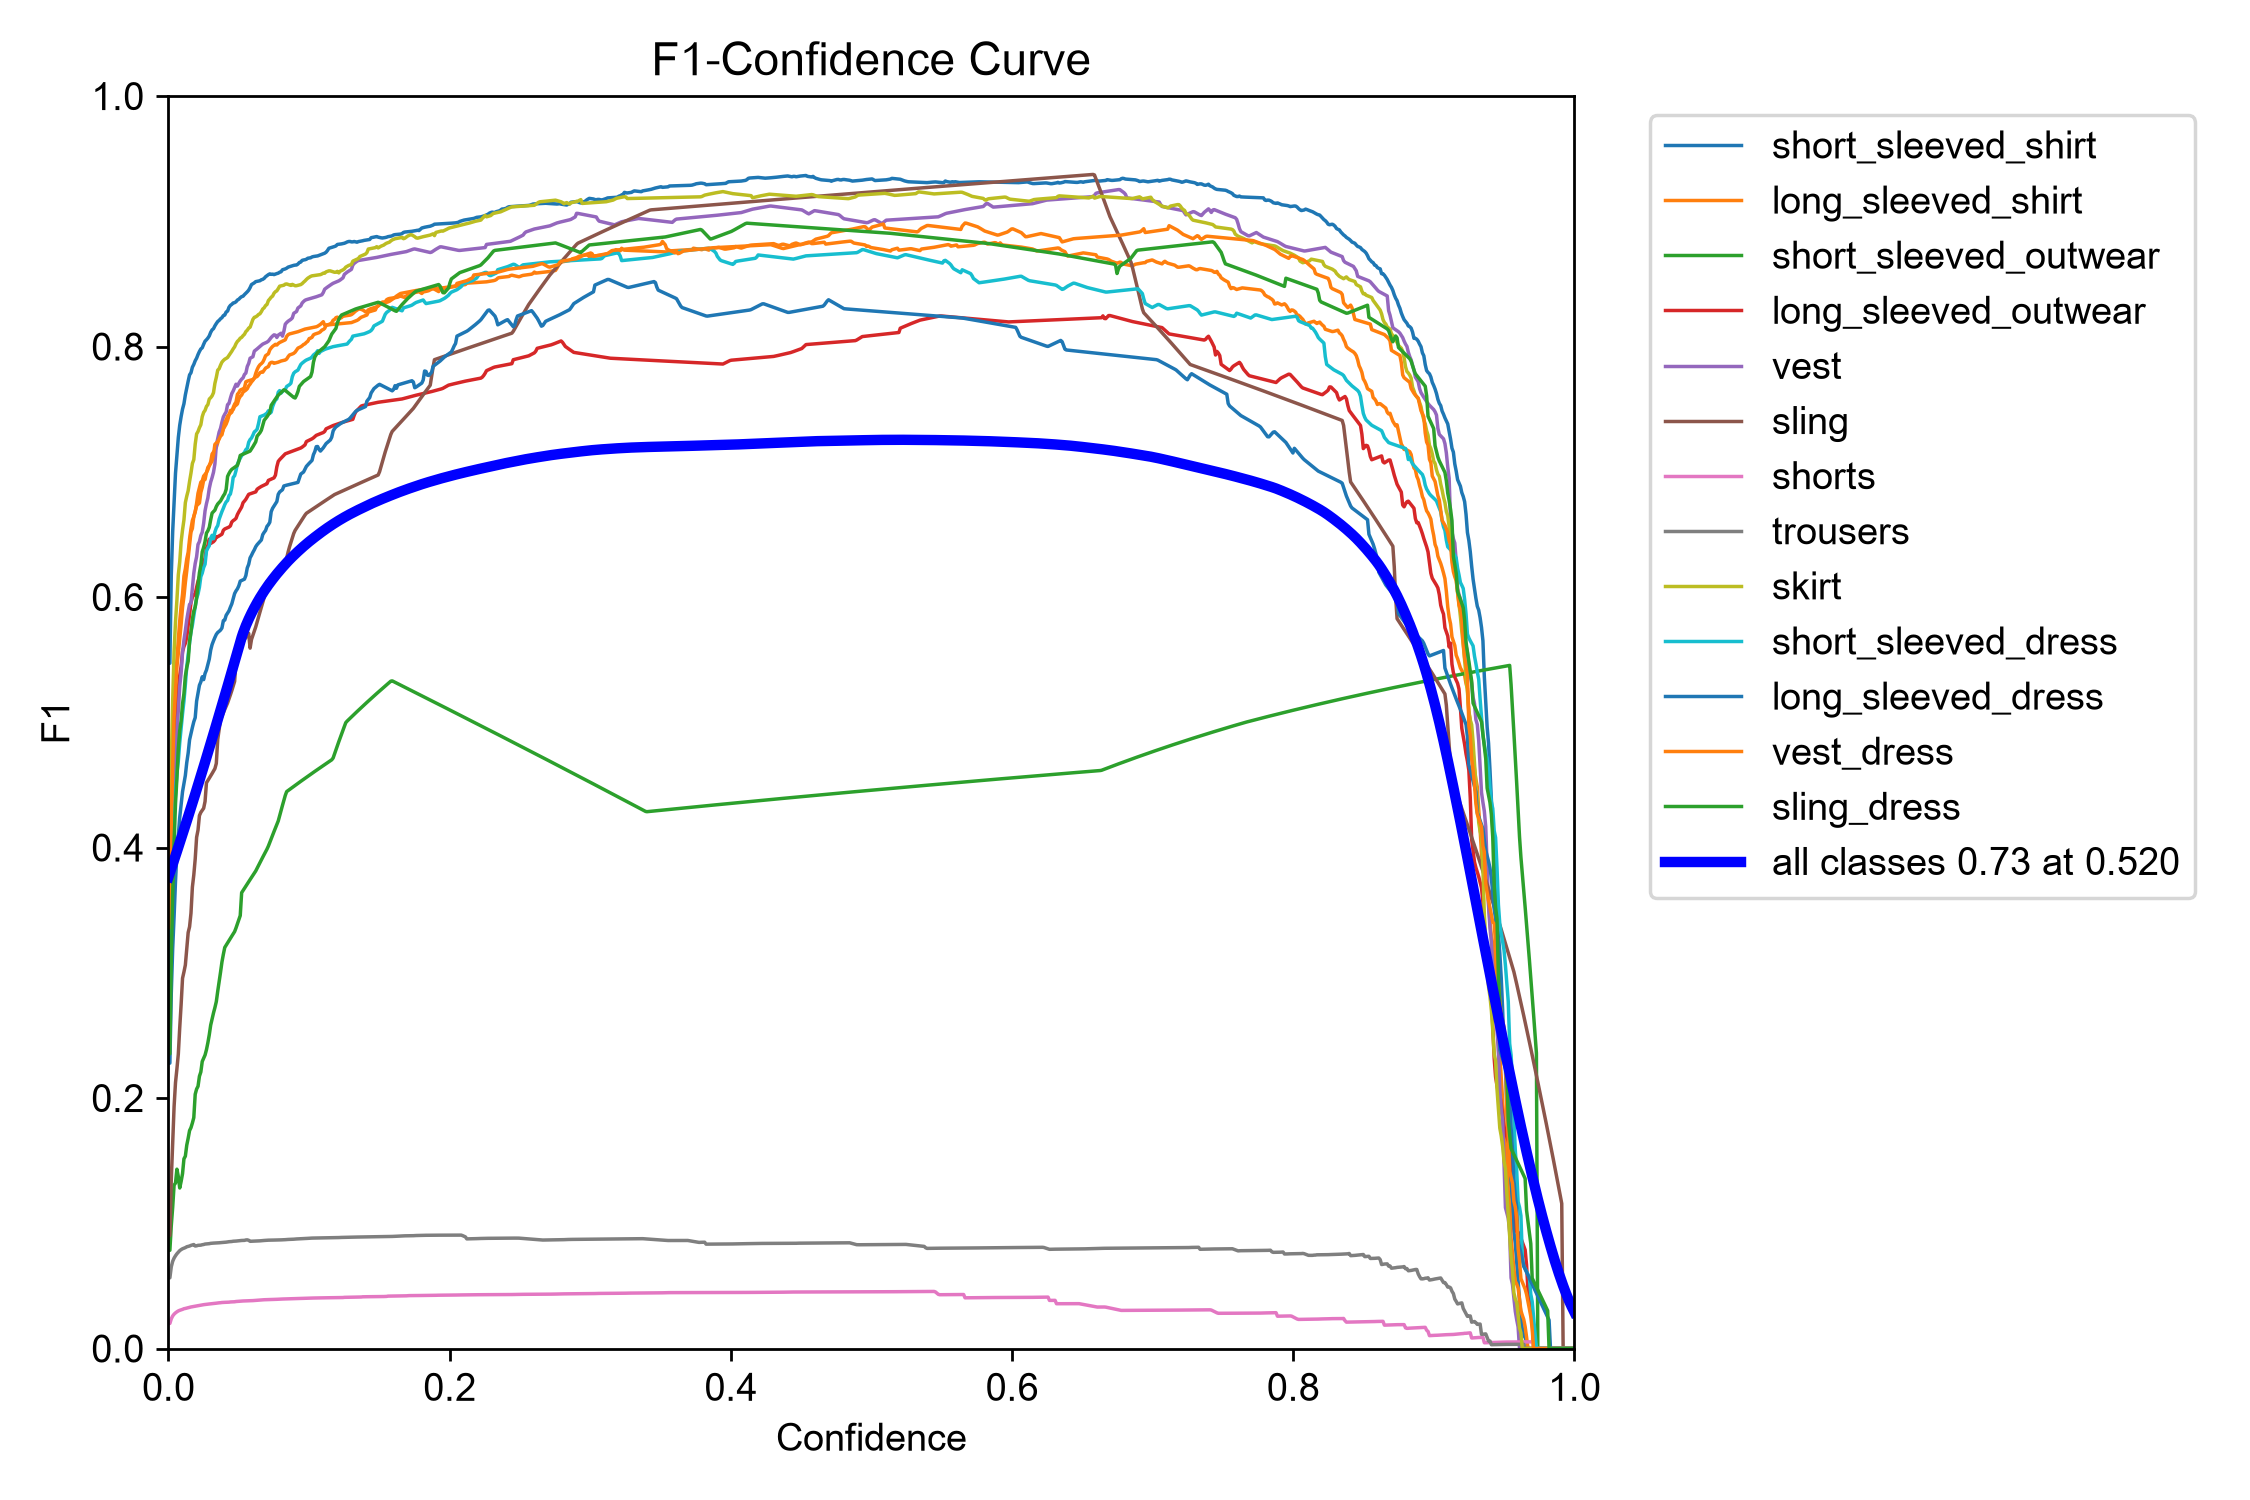 F1-Confidence Curve
1.0
0.8
0.6
0.4
0.2
0.0
F1
0.0 0.2 0.4 0.6 0.8 1.0
Confidence
short_sleeved_shirt
long_sleeved_shirt
short_sleeved_outwear
long_sleeved_outwear
vest
sling
shorts
trousers
skirt
short_sleeved_dress
long_sleeved_dress
vest_dress
sling_dress
all classes 0.73 at 0.520